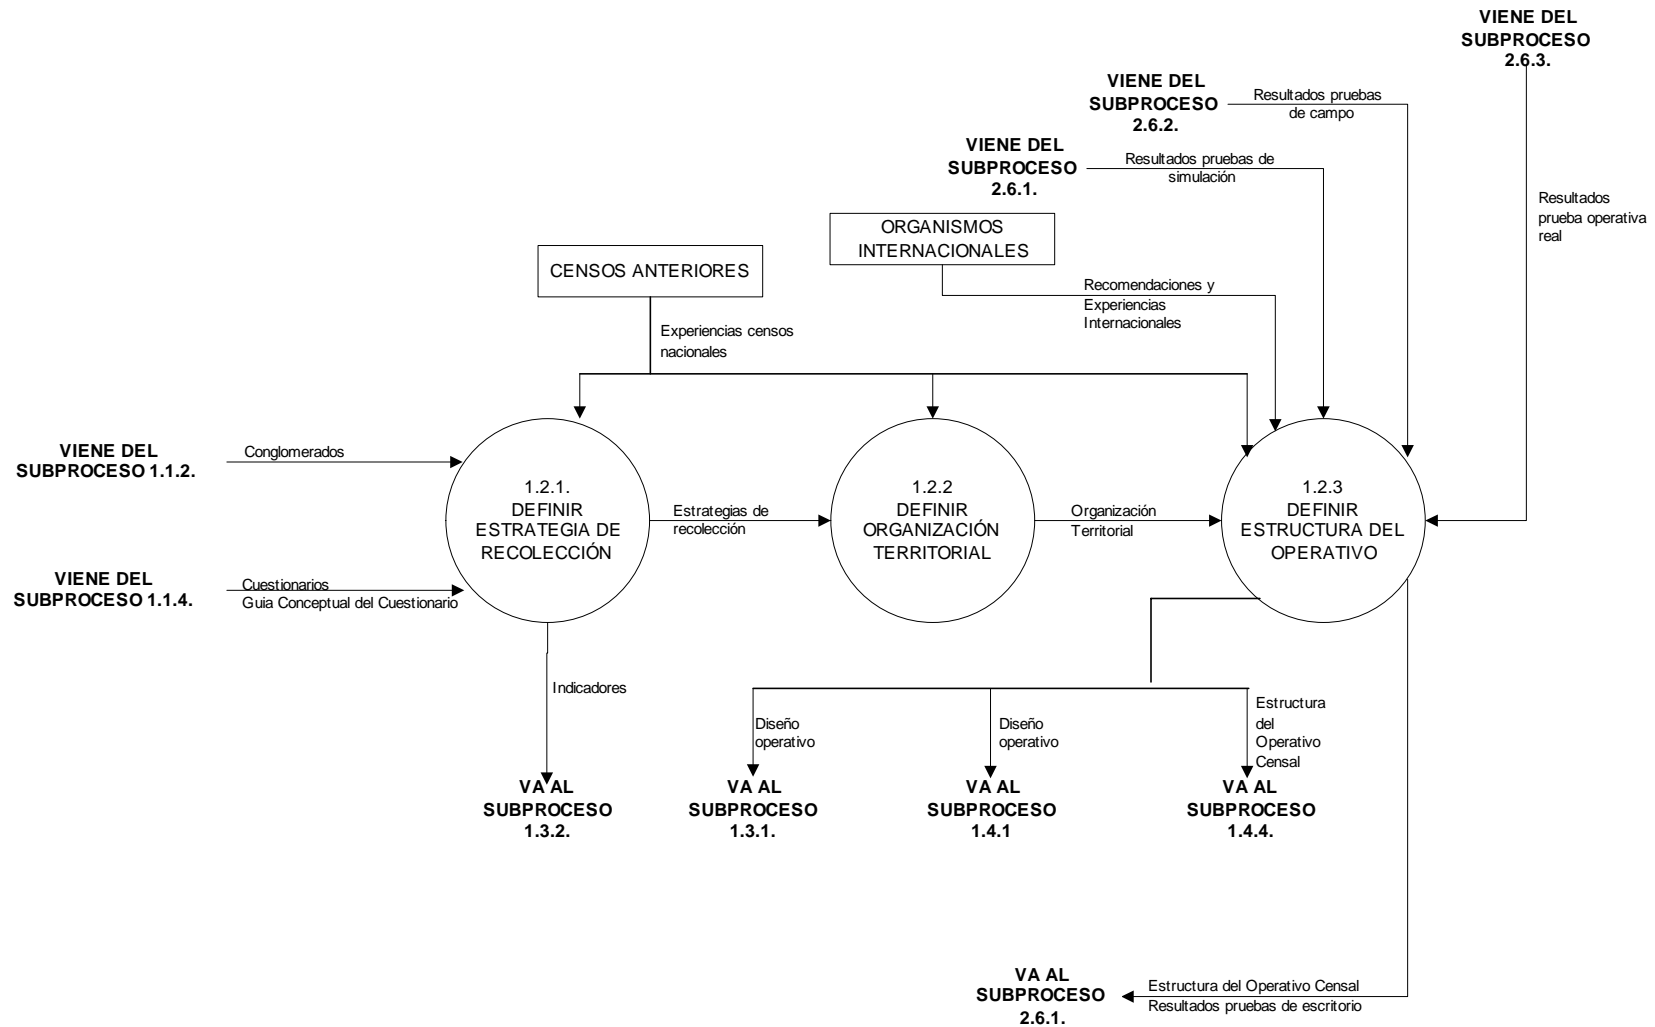 VIENE DEL
SUBPROCESO
2.6.3.
VIENE DEL
SUBPROCESO
2.6.2.
Resultados pruebas
de campo
VIENE DEL
SUBPROCESO
2.6.1.
Resultados pruebas de
simulación
Resultados
prueba operativa
real
ORGANISMOS
INTERNACIONALES
CENSOS ANTERIORES
Recomendaciones y
Experiencias
Internacionales
Experiencias censos
nacionales
VIENE DEL
SUBPROCESO 1.1.2.
Conglomerados
1.2.1.
DEFINIR
ESTRATEGIA DE
RECOLECCIÓN
Estrategias de
recolección
1.2.2
DEFINIR
ORGANIZACIÓN
TERRITORIAL
Organización
Territorial
1.2.3
DEFINIR
ESTRUCTURA DEL
OPERATIVO
VIENE DEL
SUBPROCESO 1.1.4.
Cuestionarios
Guia Conceptual del Cuestionario
Indicadores
Diseño
operativo
Diseño
operativo
Estructura
del
Operativo
Censal
VA AL
SUBPROCESO
1.3.2.
VA AL
SUBPROCESO
1.3.1.
VA AL
SUBPROCESO
1.4.1
VA AL
SUBPROCESO
1.4.4.
VA AL
SUBPROCESO
2.6.1.
Estructura del Operativo Censal
Resultados pruebas de escritorio